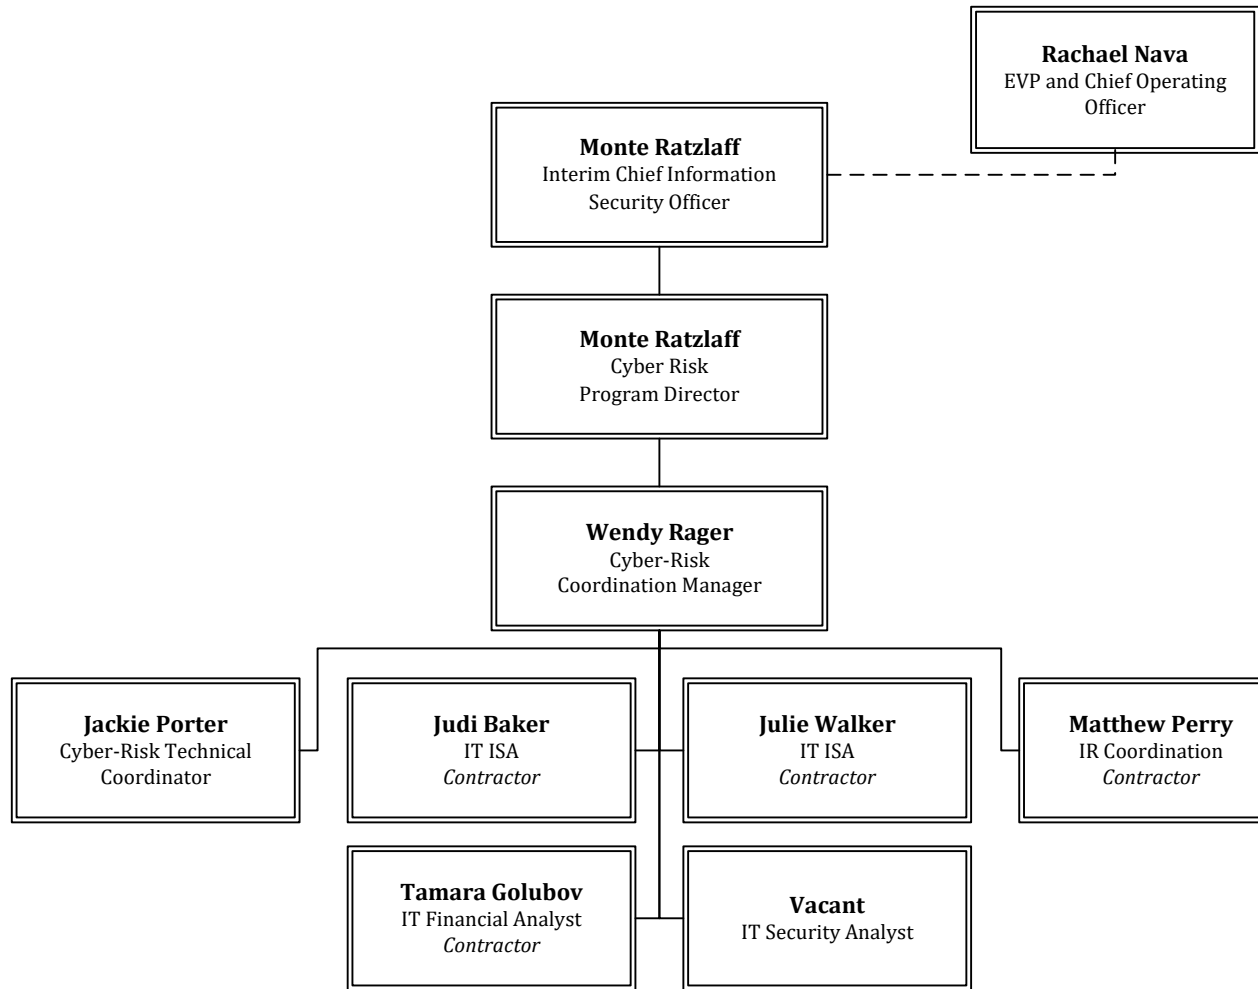 Rachael Nava
EVP and Chief Operating
Officer
Monte Ratzlaff
Interim Chief Information
Security Officer
Monte Ratzlaff
Cyber Risk
Program Director
Wendy Rager
Cyber-Risk
Coordination Manager
Jackie Porter
Cyber-Risk Technical
Coordinator
Judi Baker
IT ISA
Contractor
Julie Walker
IT ISA
Contractor
Matthew Perry
IR Coordination
Contractor
Tamara Golubov
IT Financial Analyst
Contractor
Vacant
IT Security Analyst